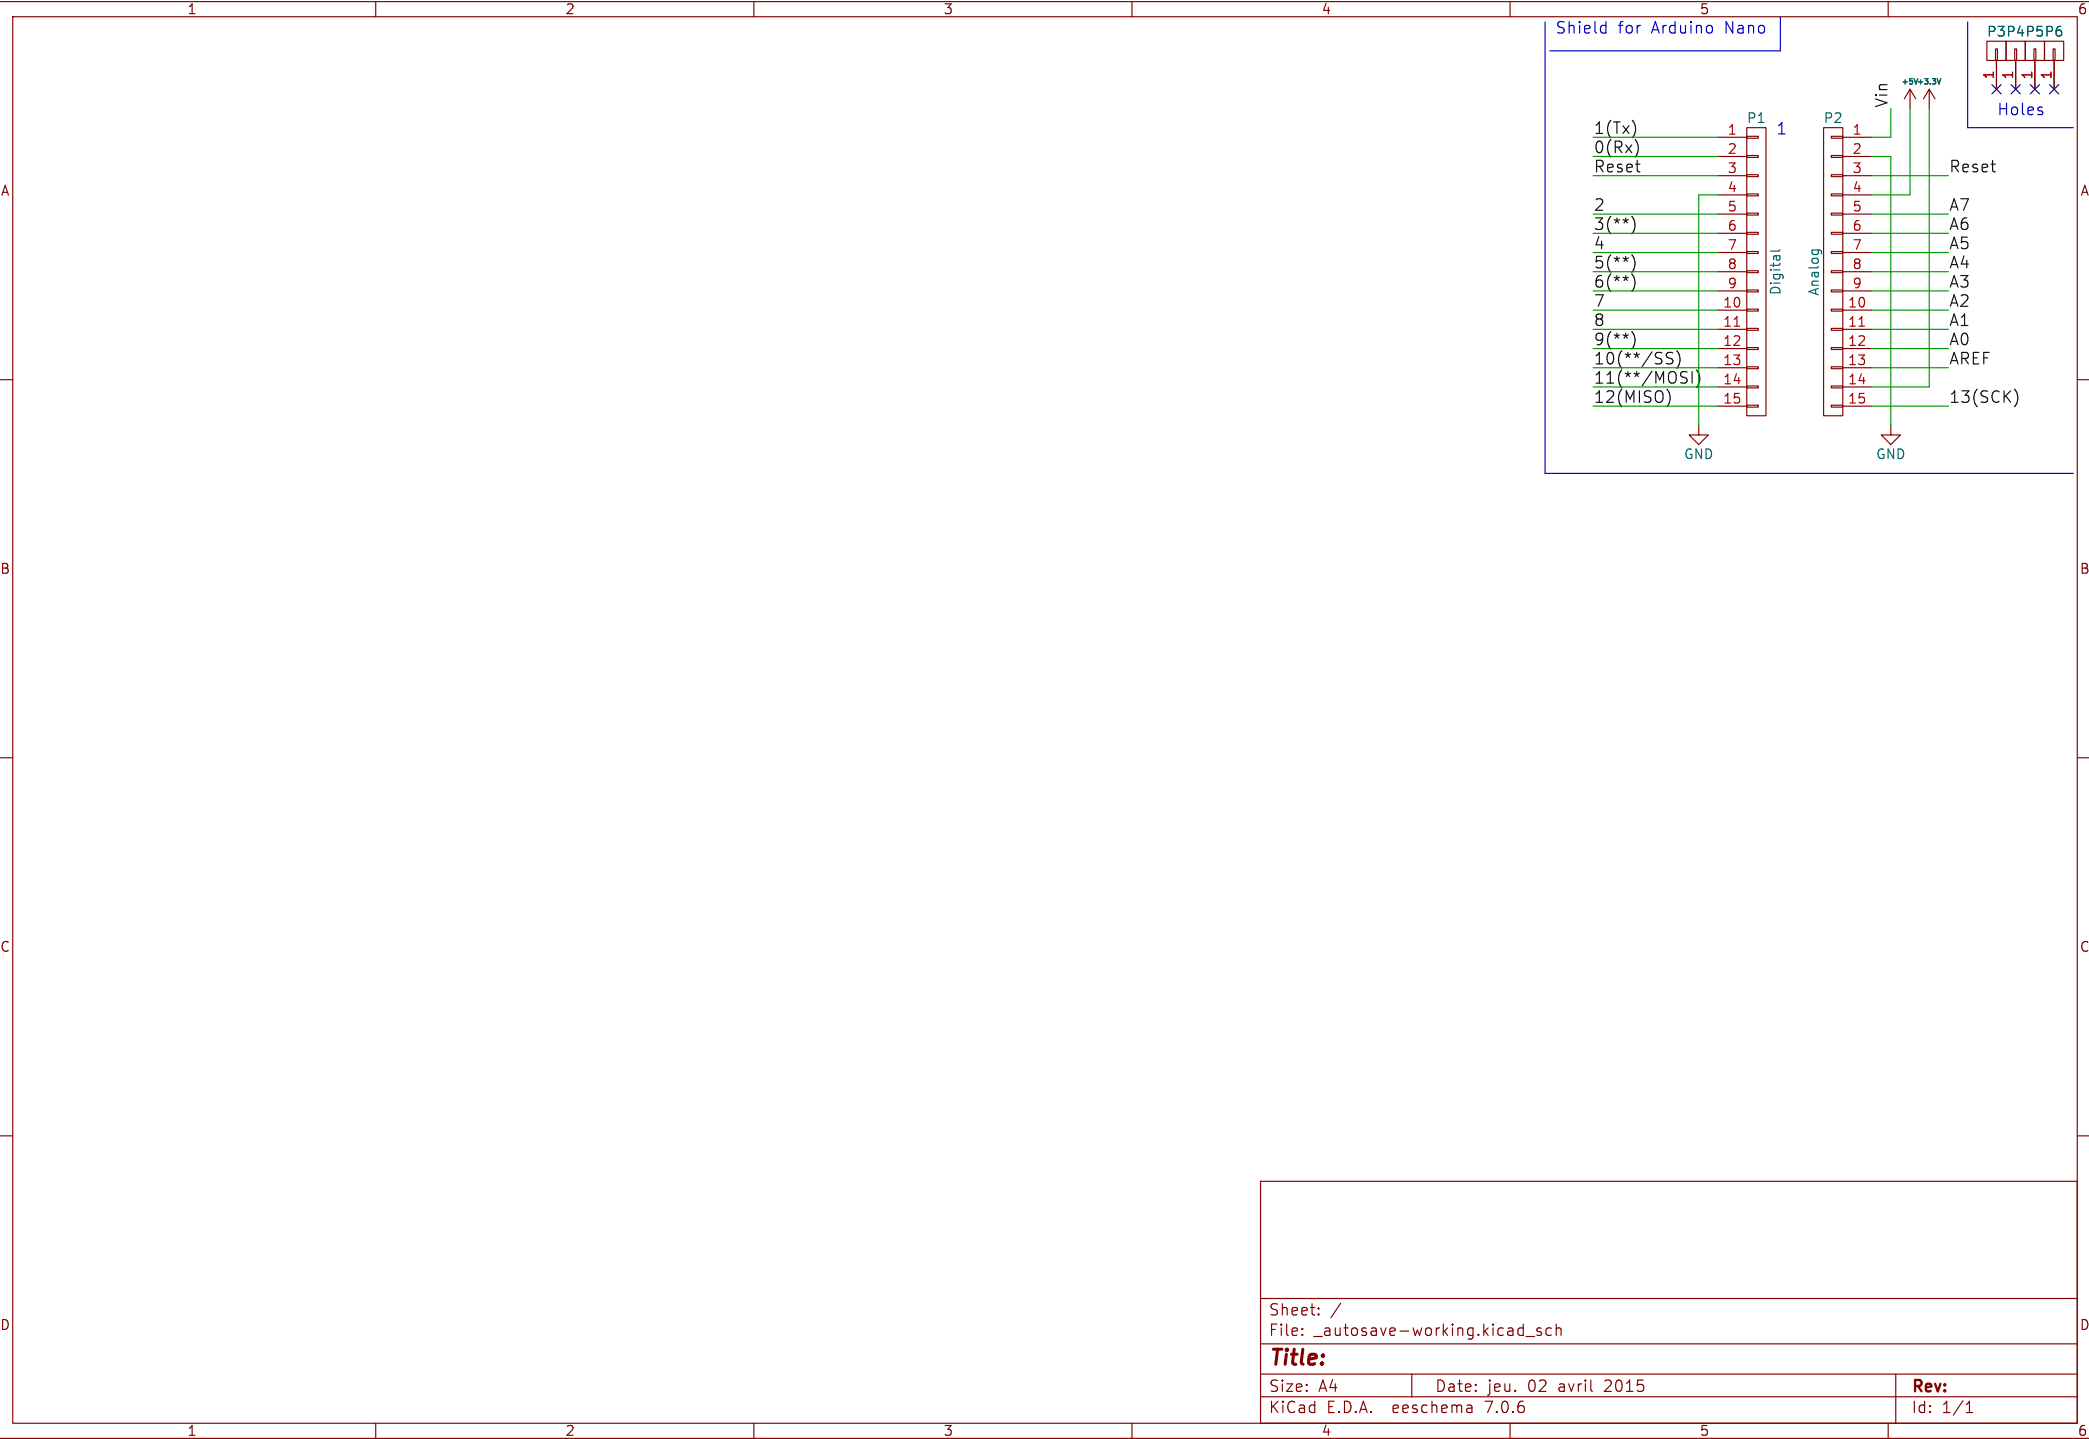 1 2 3 4 5 6
Shield for Arduino Nano
P3 P4 P5 P6
1 1 1 1
Holes
Vin
+5V +3.3V
P1 1 P2
1(Tx) 1 1
0(Rx) 2 2
Reset 3 3 Reset
A 4 4 A
2 5 5 A7
3(**) 6 6 A6
4 7 7 A5
5(**) 8 8 A4
6(**) 9 9 A3
7 10 10 A2
8 11 11 A1
9(**) 12 12 A0
10(**/SS) 13 13 AREF
11(**/MOSI) 14 14
12(MISO) 15 15 13(SCK)
Digital
Analog
GND GND
B B
C C
Sheet: /
D D
File: _autosave-working.kicad_sch
Title:
Size: A4 Date: jeu. 02 avril 2015 Rev:
KiCad E.D.A. eeschema 7.0.6 Id: 1/1
1 2 3 4 5 6